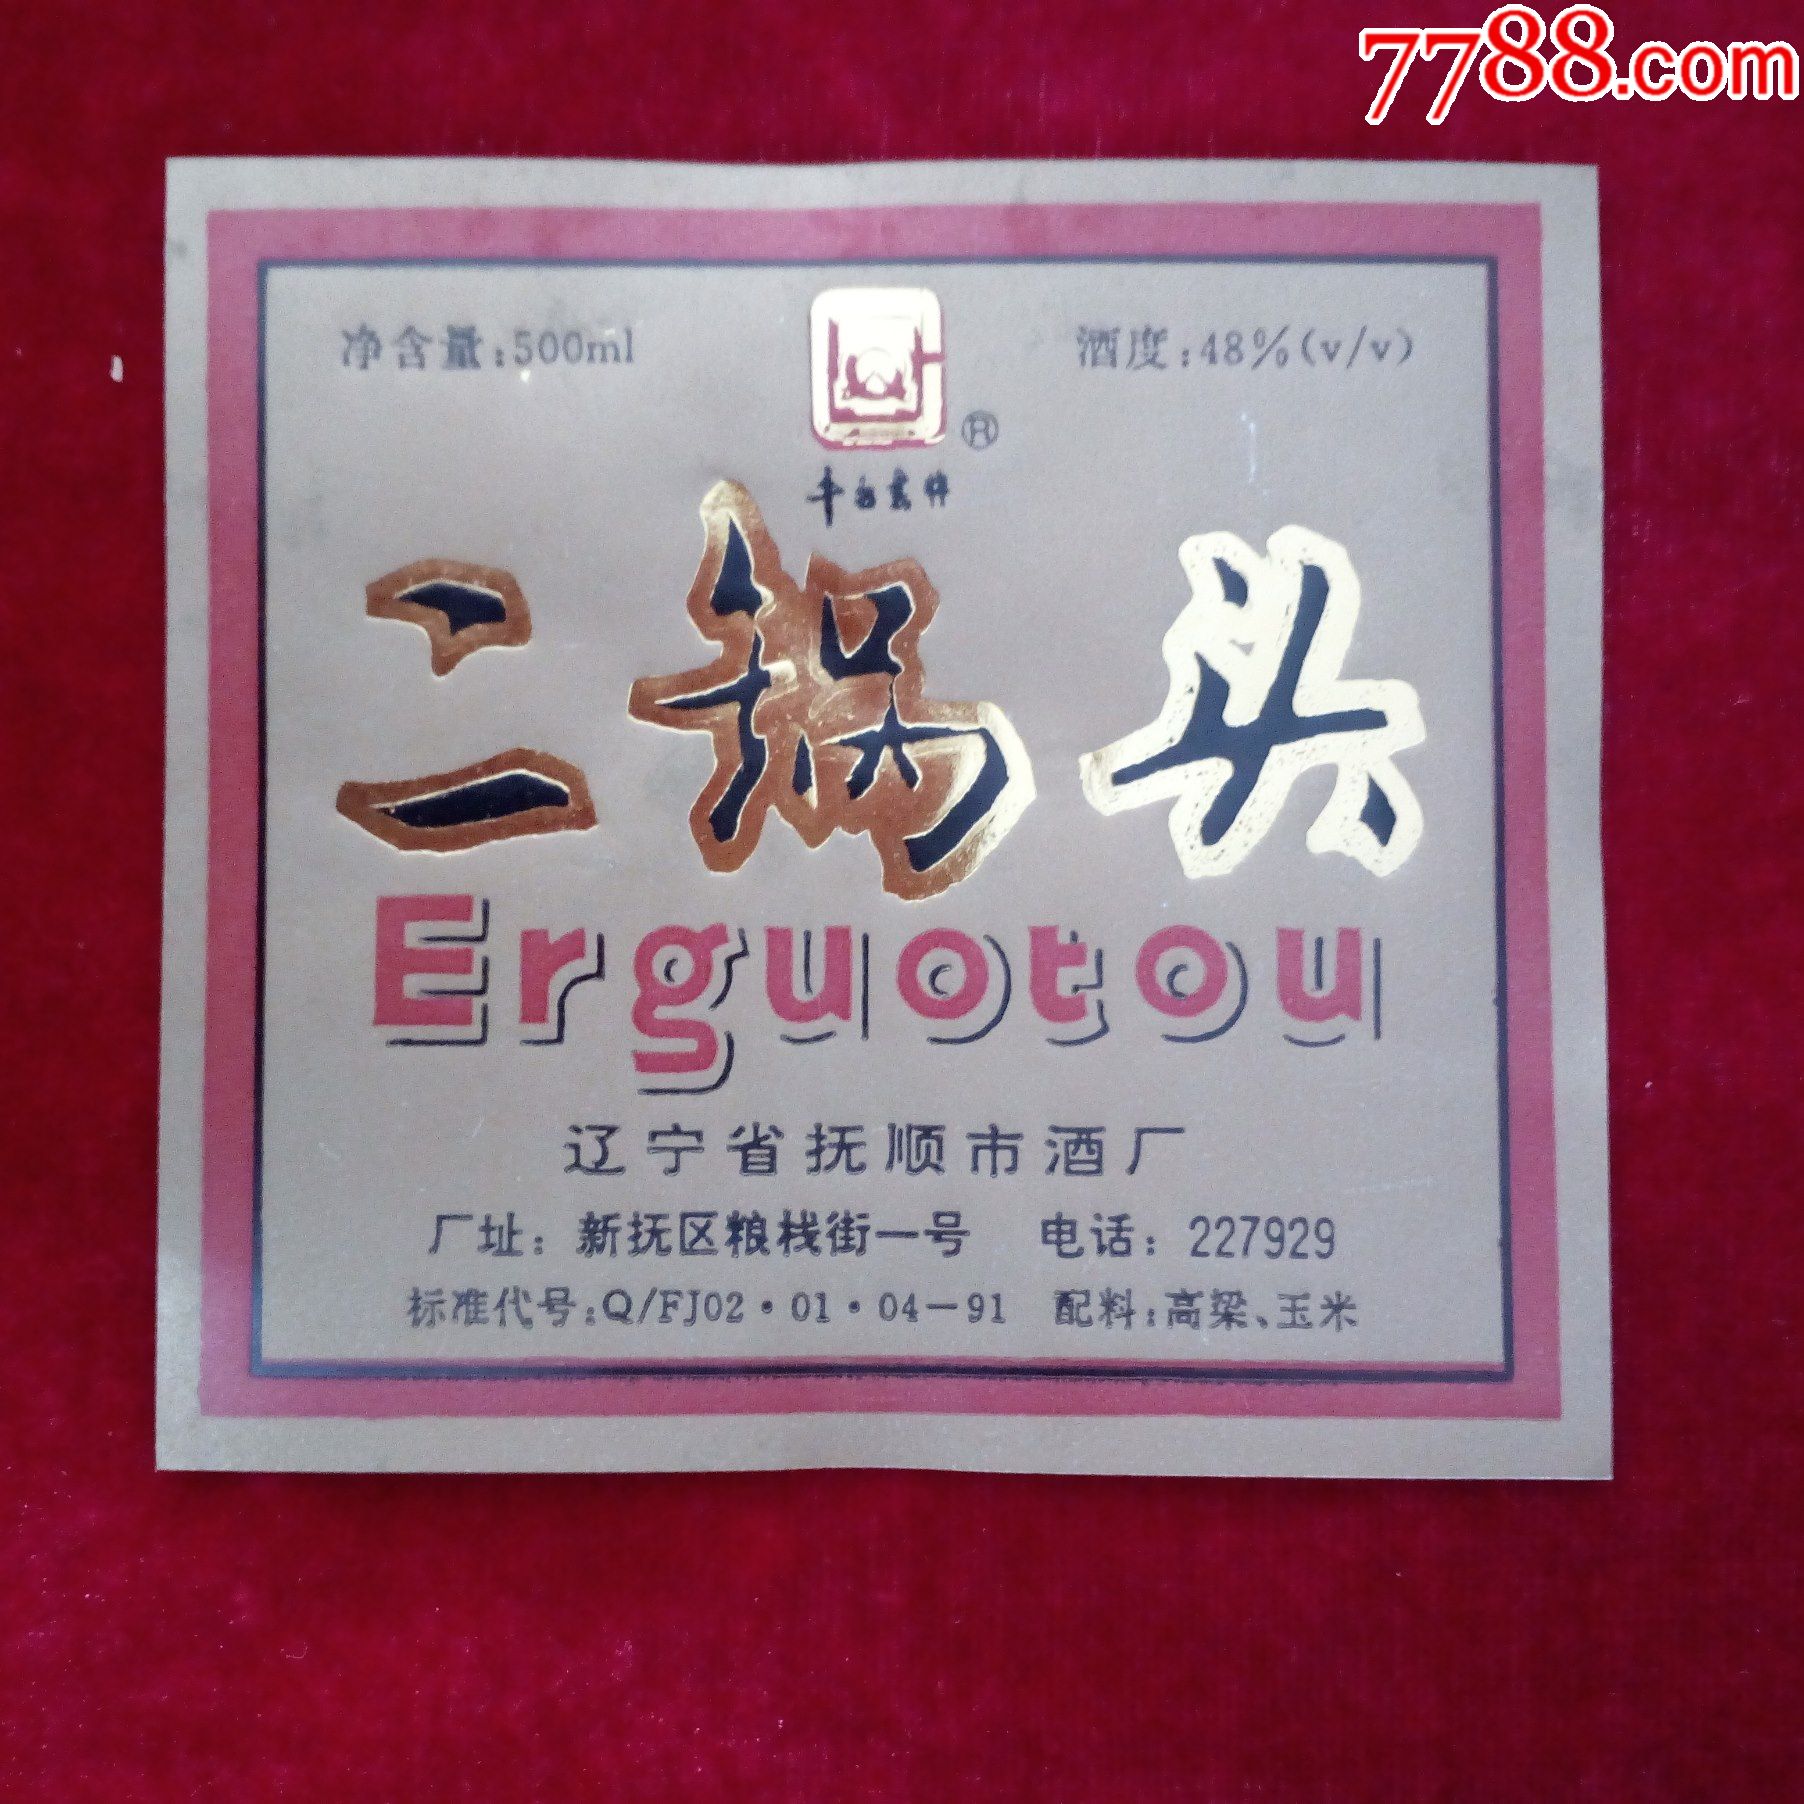 7788.com
净含量:500ml
酒度:48%(v/v)
®
二锅头
Erguotou
辽宁省抚顺市酒厂
厂址：新抚区粮栈街一号 电话：227929
标准代号:Q/FJ02·01·04—91 配料:高粱、玉米